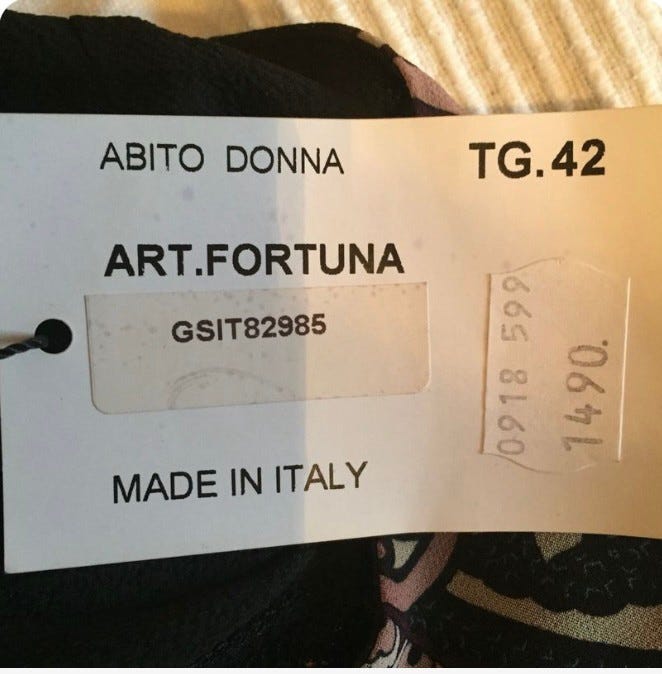 ABITO DONNA
TG.42
ART.FORTUNA
GSIT82985
0918 599
1490.
MADE IN ITALY